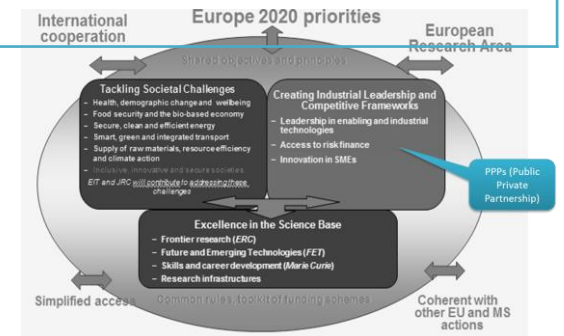 International
cooperation
Europe 2020 priorities
European
Research Area
Shared objectives and principles
Tackling Societal Challenges
– Health, demographic change and wellbeing
– Food security and the bio-based economy
– Secure, clean and efficient energy
– Smart, green and integrated transport
– Supply of raw materials, resource efficiency
and climate action
– Inclusive, innovative and secure societies
EIT and JRC will contribute to addressing these
challenges
Creating Industrial Leadership and
Competitive Frameworks
– Leadership in enabling and industrial
technologies
– Access to risk finance
– Innovation in SMEs
PPPs (Public
Private
Partnership)
Excellence in the Science Base
– Frontier research (ERC)
– Future and Emerging Technologies (FET)
– Skills and career development (Marie Curie)
– Research infrastructures
Simplified access
Common rules, toolkit of funding schemes
Coherent with
other EU and MS
actions